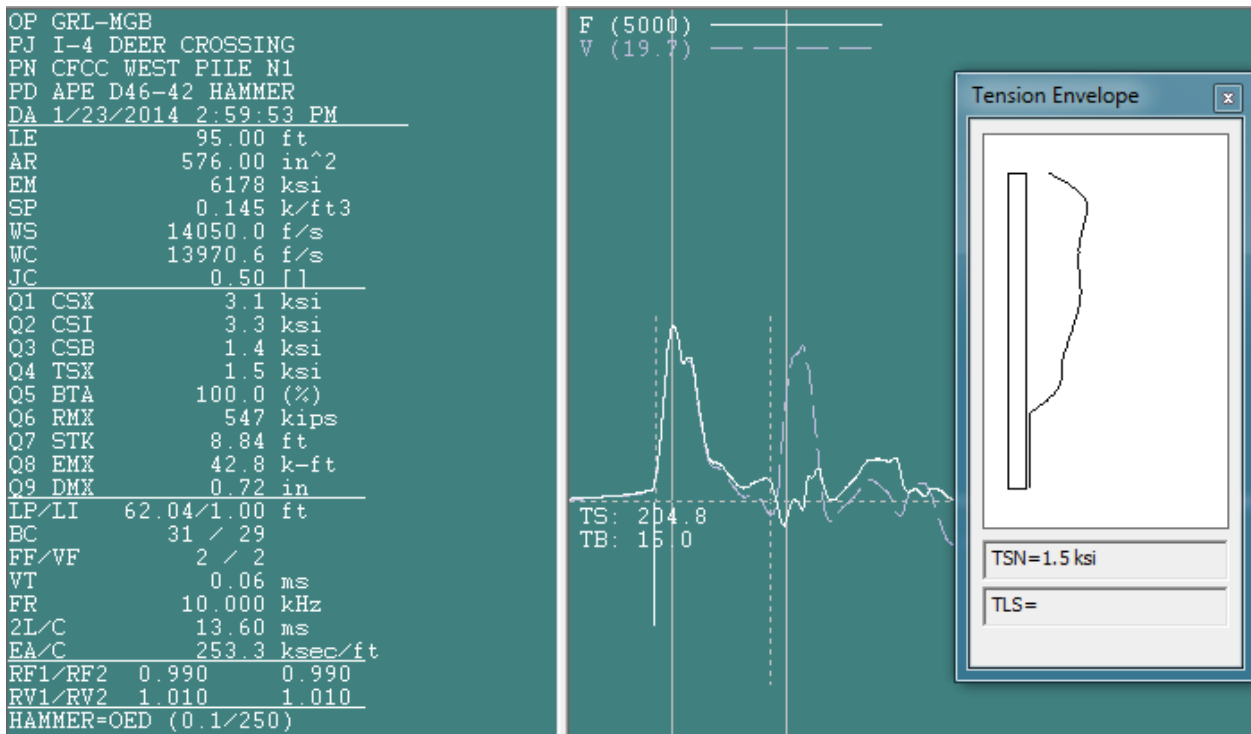 OP GRL-MGB
PJ I-4 DEER CROSSING
PN CFCC WEST PILE N1
PD APE D46-42 HAMMER
DA 1/23/2014 2:59:53 PM
LE 95.00 ft
AR 576.00 in^2
EM 6178 ksi
SP 0.145 k/ft3
WS 14050.0 f/s
WC 13970.6 f/s
JC 0.50 []
Q1 CSX 3.1 ksi
Q2 CSI 3.3 ksi
Q3 CSB 1.4 ksi
Q4 TSX 1.5 ksi
Q5 BTA 100.0 (%)
Q6 RMX 547 kips
Q7 STK 8.84 ft
Q8 EMX 42.8 k-ft
Q9 DMX 0.72 in
LP/LI 62.04/1.00 ft
BC 31 / 29
FF/VF 2 / 2
VT 0.06 ms
FR 10.000 kHz
2L/C 13.60 ms
EA/C 253.3 ksec/ft
RF1/RF2 0.990 0.990
RV1/RV2 1.010 1.010
HAMMER=OED (0.1/250)
F (5000)
V (19.7)
TS: 204.8
TB: 15.0
Tension Envelope
x
TSN=1.5 ksi
TLS=